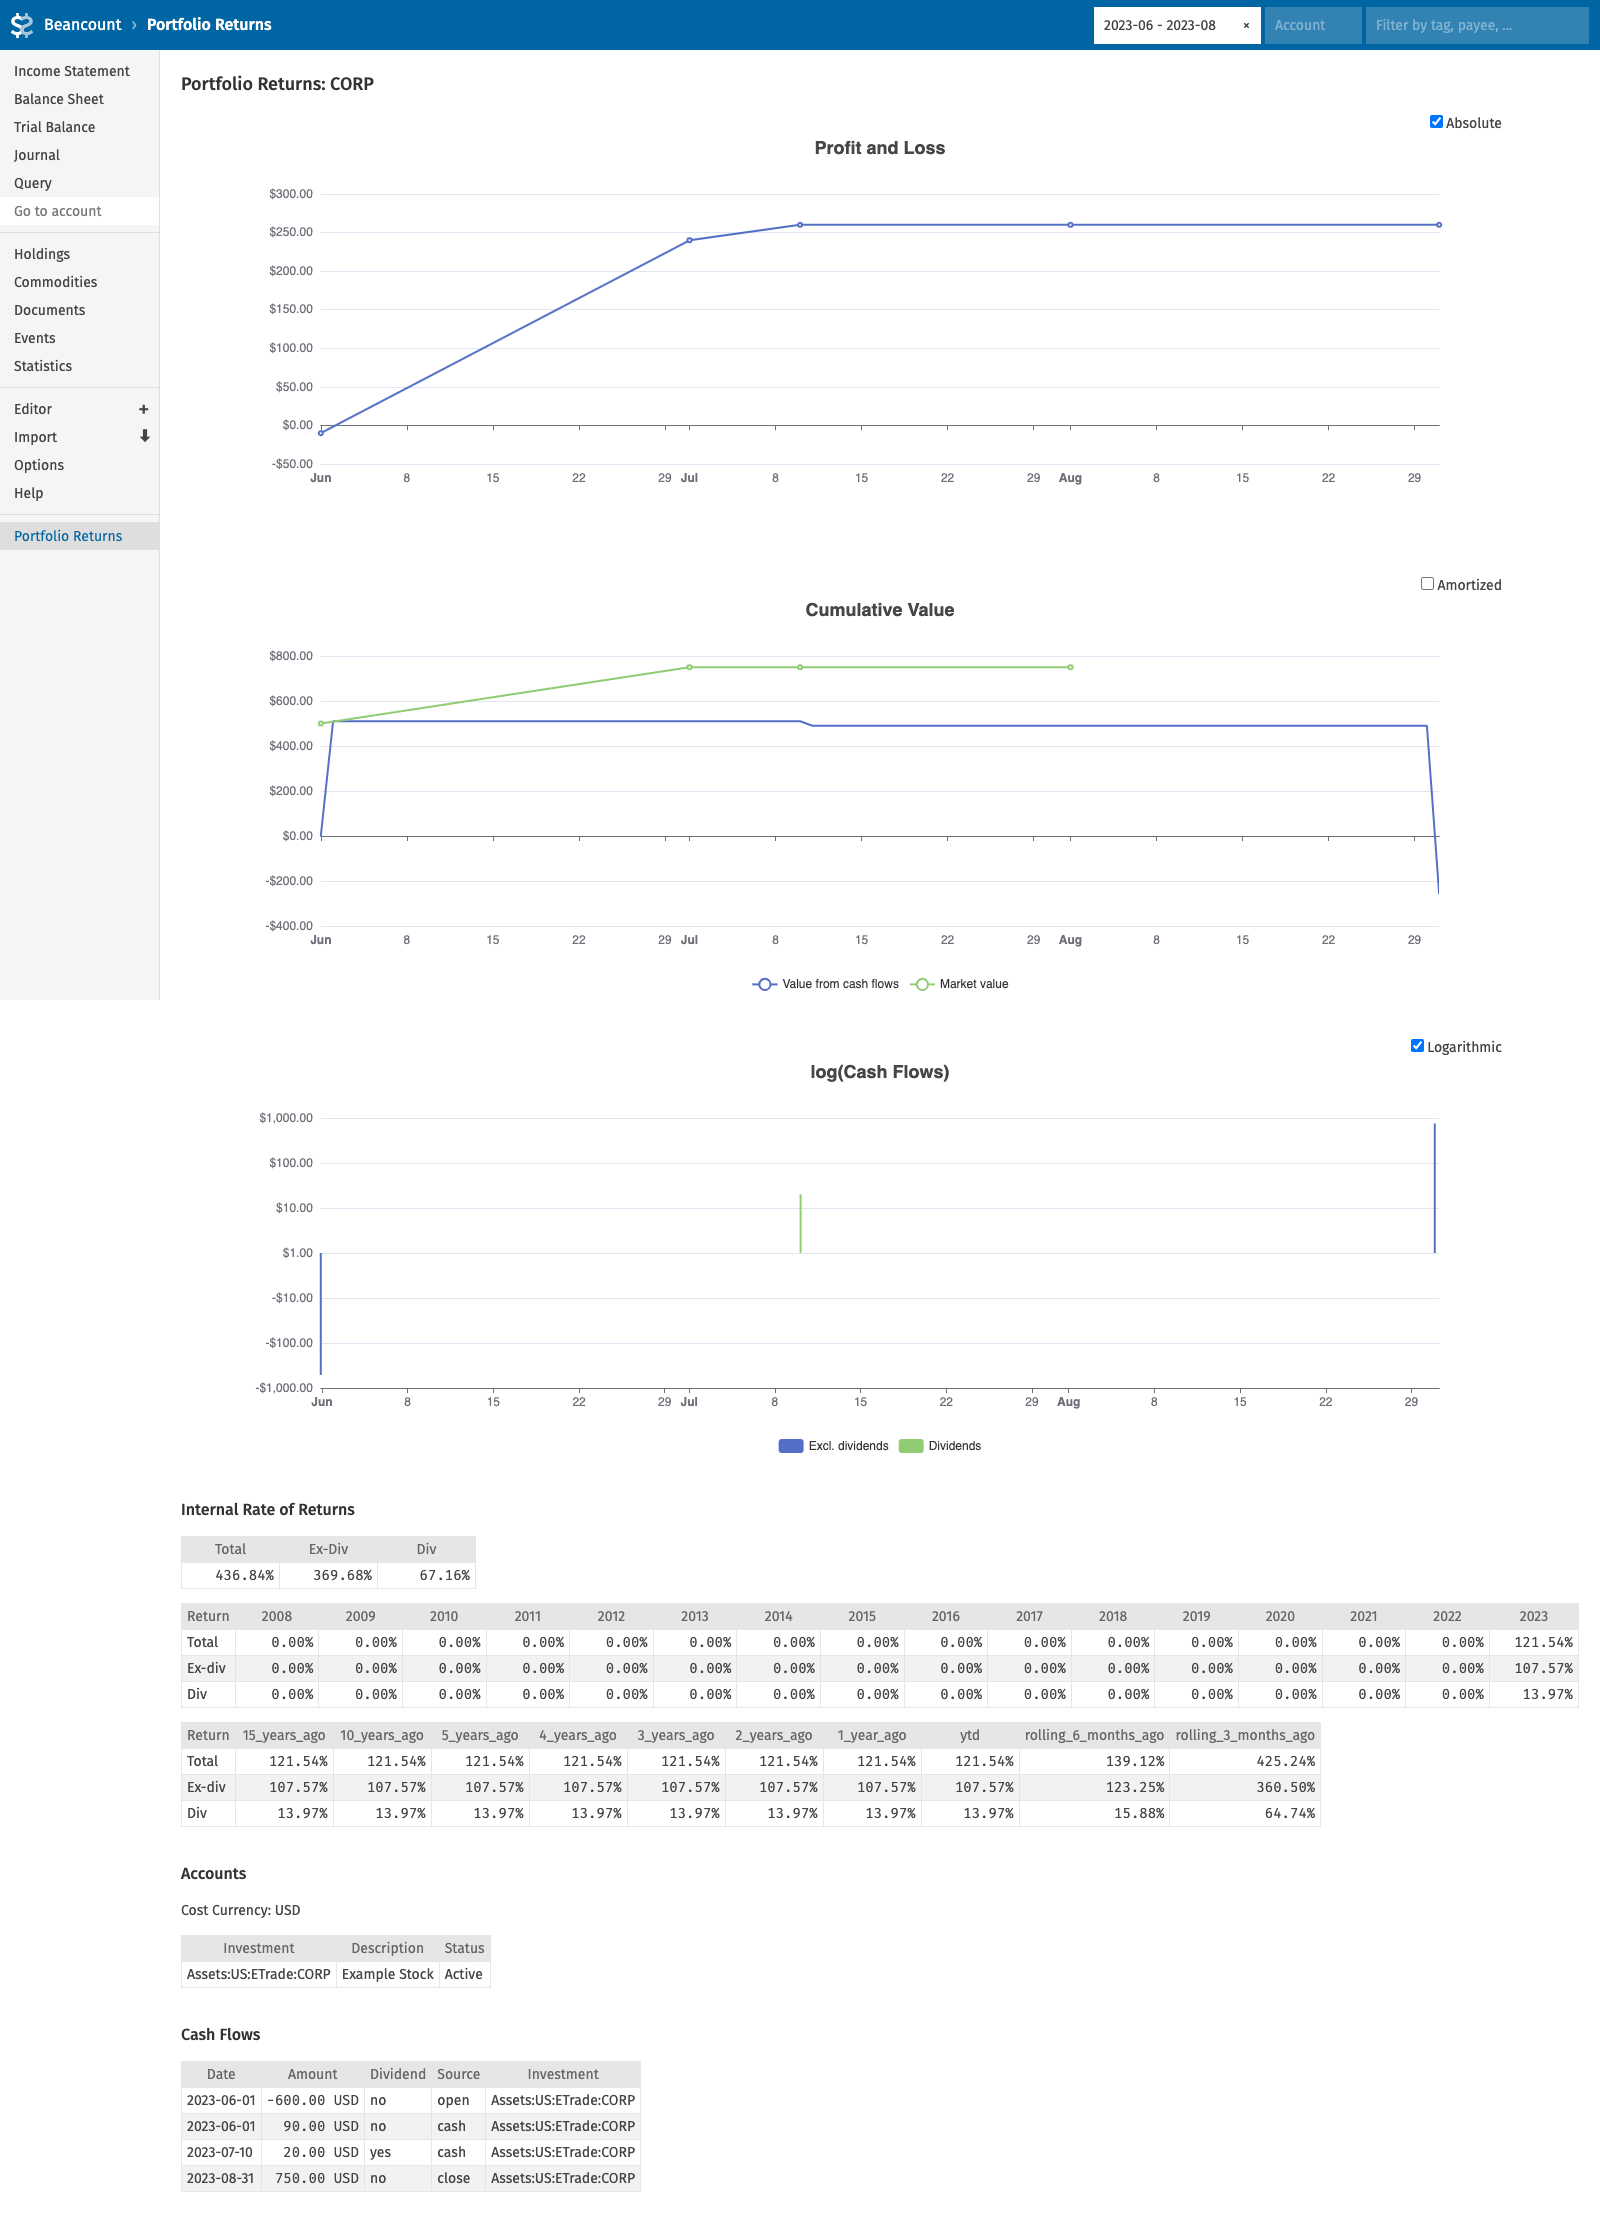 Beancount › Portfolio Returns
2023-06 - 2023-08 × Account Filter by tag, payee, ...
Income Statement
Balance Sheet
Trial Balance
Journal
Query
Go to account
Holdings
Commodities
Documents
Events
Statistics
Editor +
Import
Options
Help
Portfolio Returns
Portfolio Returns: CORP
Absolute
Profit and Loss
$300.00
$250.00
$200.00
$150.00
$100.00
$50.00
$0.00
-$50.00
Jun 8 15 22 29 Jul 8 15 22 29 Aug 8 15 22 29
Amortized
Cumulative Value
$800.00
$600.00
$400.00
$200.00
$0.00
-$200.00
-$400.00
Jun 8 15 22 29 Jul 8 15 22 29 Aug 8 15 22 29
Value from cash flows Market value
Logarithmic
log(Cash Flows)
$1,000.00
$100.00
$10.00
$1.00
-$10.00
-$100.00
-$1,000.00
Jun 8 15 22 29 Jul 8 15 22 29 Aug 8 15 22 29
Excl. dividends Dividends
Internal Rate of Returns
Total Ex-Div Div
436.84% 369.68% 67.16%
Return 2008 2009 2010 2011 2012 2013 2014 2015 2016 2017 2018 2019 2020 2021 2022 2023
Total 0.00% 0.00% 0.00% 0.00% 0.00% 0.00% 0.00% 0.00% 0.00% 0.00% 0.00% 0.00% 0.00% 0.00% 0.00% 121.54%
Ex-div 0.00% 0.00% 0.00% 0.00% 0.00% 0.00% 0.00% 0.00% 0.00% 0.00% 0.00% 0.00% 0.00% 0.00% 0.00% 107.57%
Div 0.00% 0.00% 0.00% 0.00% 0.00% 0.00% 0.00% 0.00% 0.00% 0.00% 0.00% 0.00% 0.00% 0.00% 0.00% 13.97%
Return 15_years_ago 10_years_ago 5_years_ago 4_years_ago 3_years_ago 2_years_ago 1_year_ago ytd rolling_6_months_ago rolling_3_months_ago
Total 121.54% 121.54% 121.54% 121.54% 121.54% 121.54% 121.54% 121.54% 139.12% 425.24%
Ex-div 107.57% 107.57% 107.57% 107.57% 107.57% 107.57% 107.57% 107.57% 123.25% 360.50%
Div 13.97% 13.97% 13.97% 13.97% 13.97% 13.97% 13.97% 13.97% 15.88% 64.74%
Accounts
Cost Currency: USD
Investment Description Status
Assets:US:ETrade:CORP Example Stock Active
Cash Flows
Date Amount Dividend Source Investment
2023-06-01 -600.00 USD no open Assets:US:ETrade:CORP
2023-06-01 90.00 USD no cash Assets:US:ETrade:CORP
2023-07-10 20.00 USD yes cash Assets:US:ETrade:CORP
2023-08-31 750.00 USD no close Assets:US:ETrade:CORP